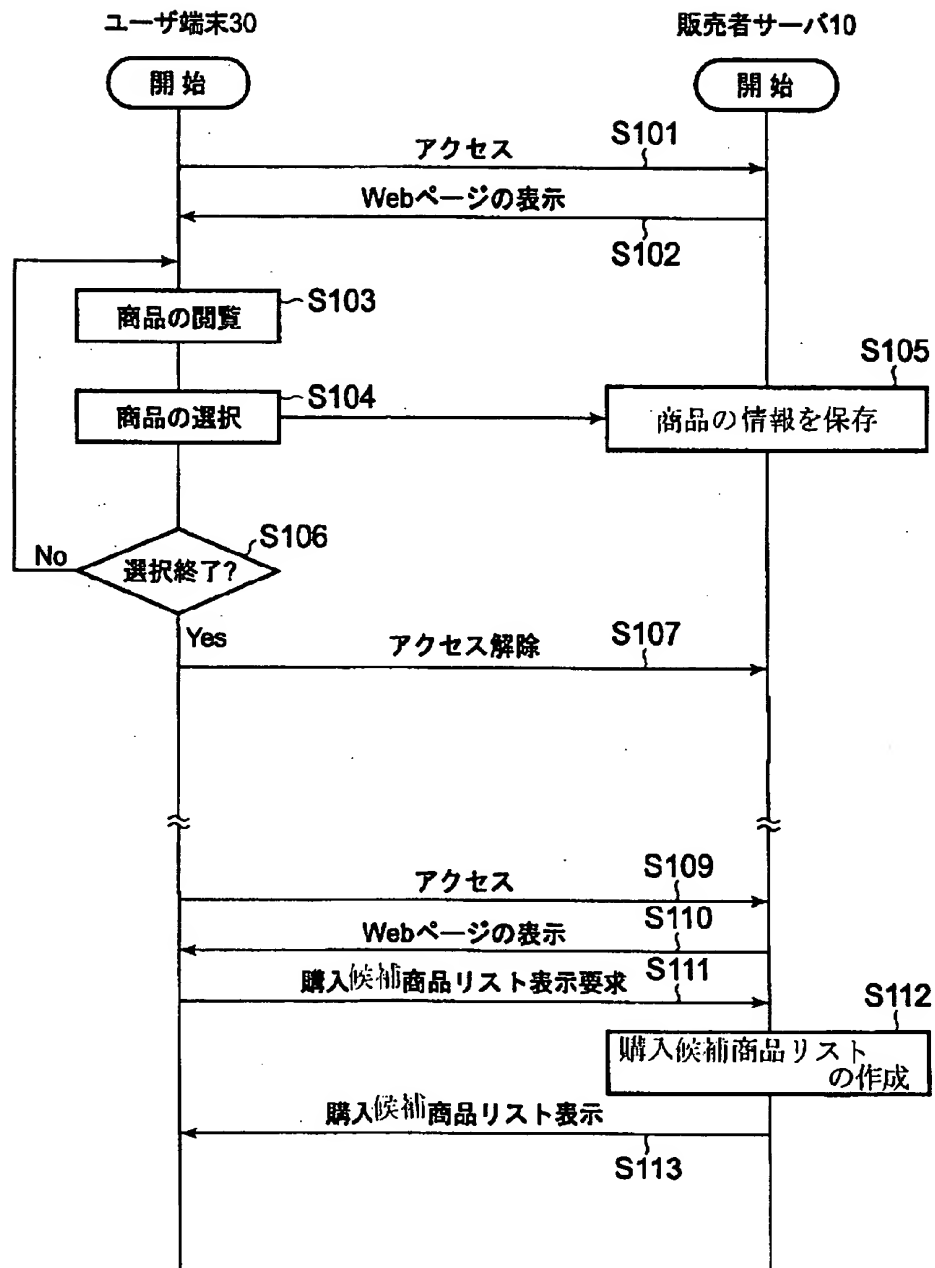 ユーザ端末30
販売者サーバ10
開始
開始
S101
アクセス
Webページの表示
S102
商品の閲覧
S103
S105
商品の選択
S104
商品の情報を保存
S106
選択終了?
No
Yes
S107
アクセス解除
S109
アクセス
S110
Webページの表示
S111
購入候補商品リスト表示要求
S112
購入候補商品リスト
の作成
購入候補商品リスト表示
S113